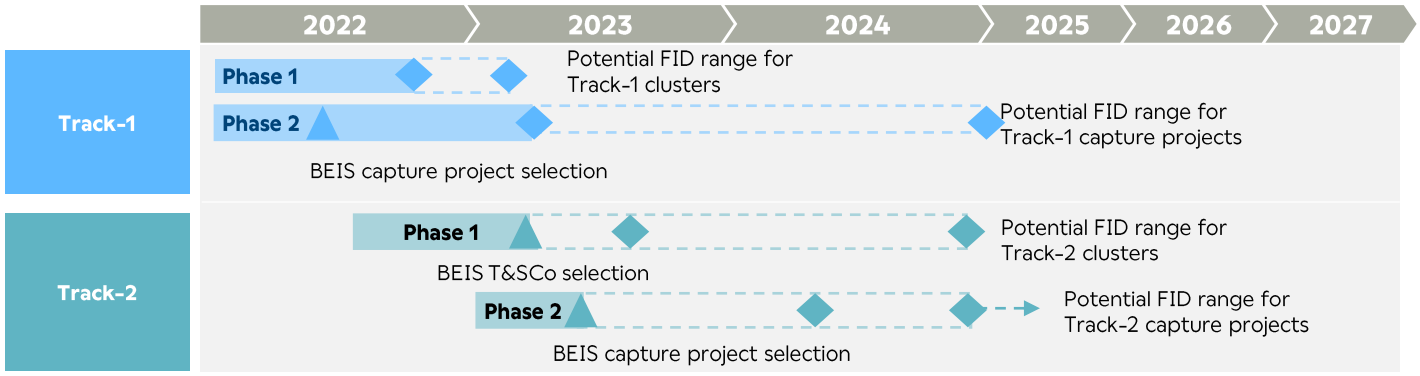 2022 2023 2024 2025 2026 2027
Track-1
Phase 1
Potential FID range for
Track-1 clusters
Phase 2
Potential FID range for
Track-1 capture projects
BEIS capture project selection
Track-2
Phase 1
Potential FID range for
Track-2 clusters
BEIS T&SCo selection
Phase 2
Potential FID range for
Track-2 capture projects
BEIS capture project selection